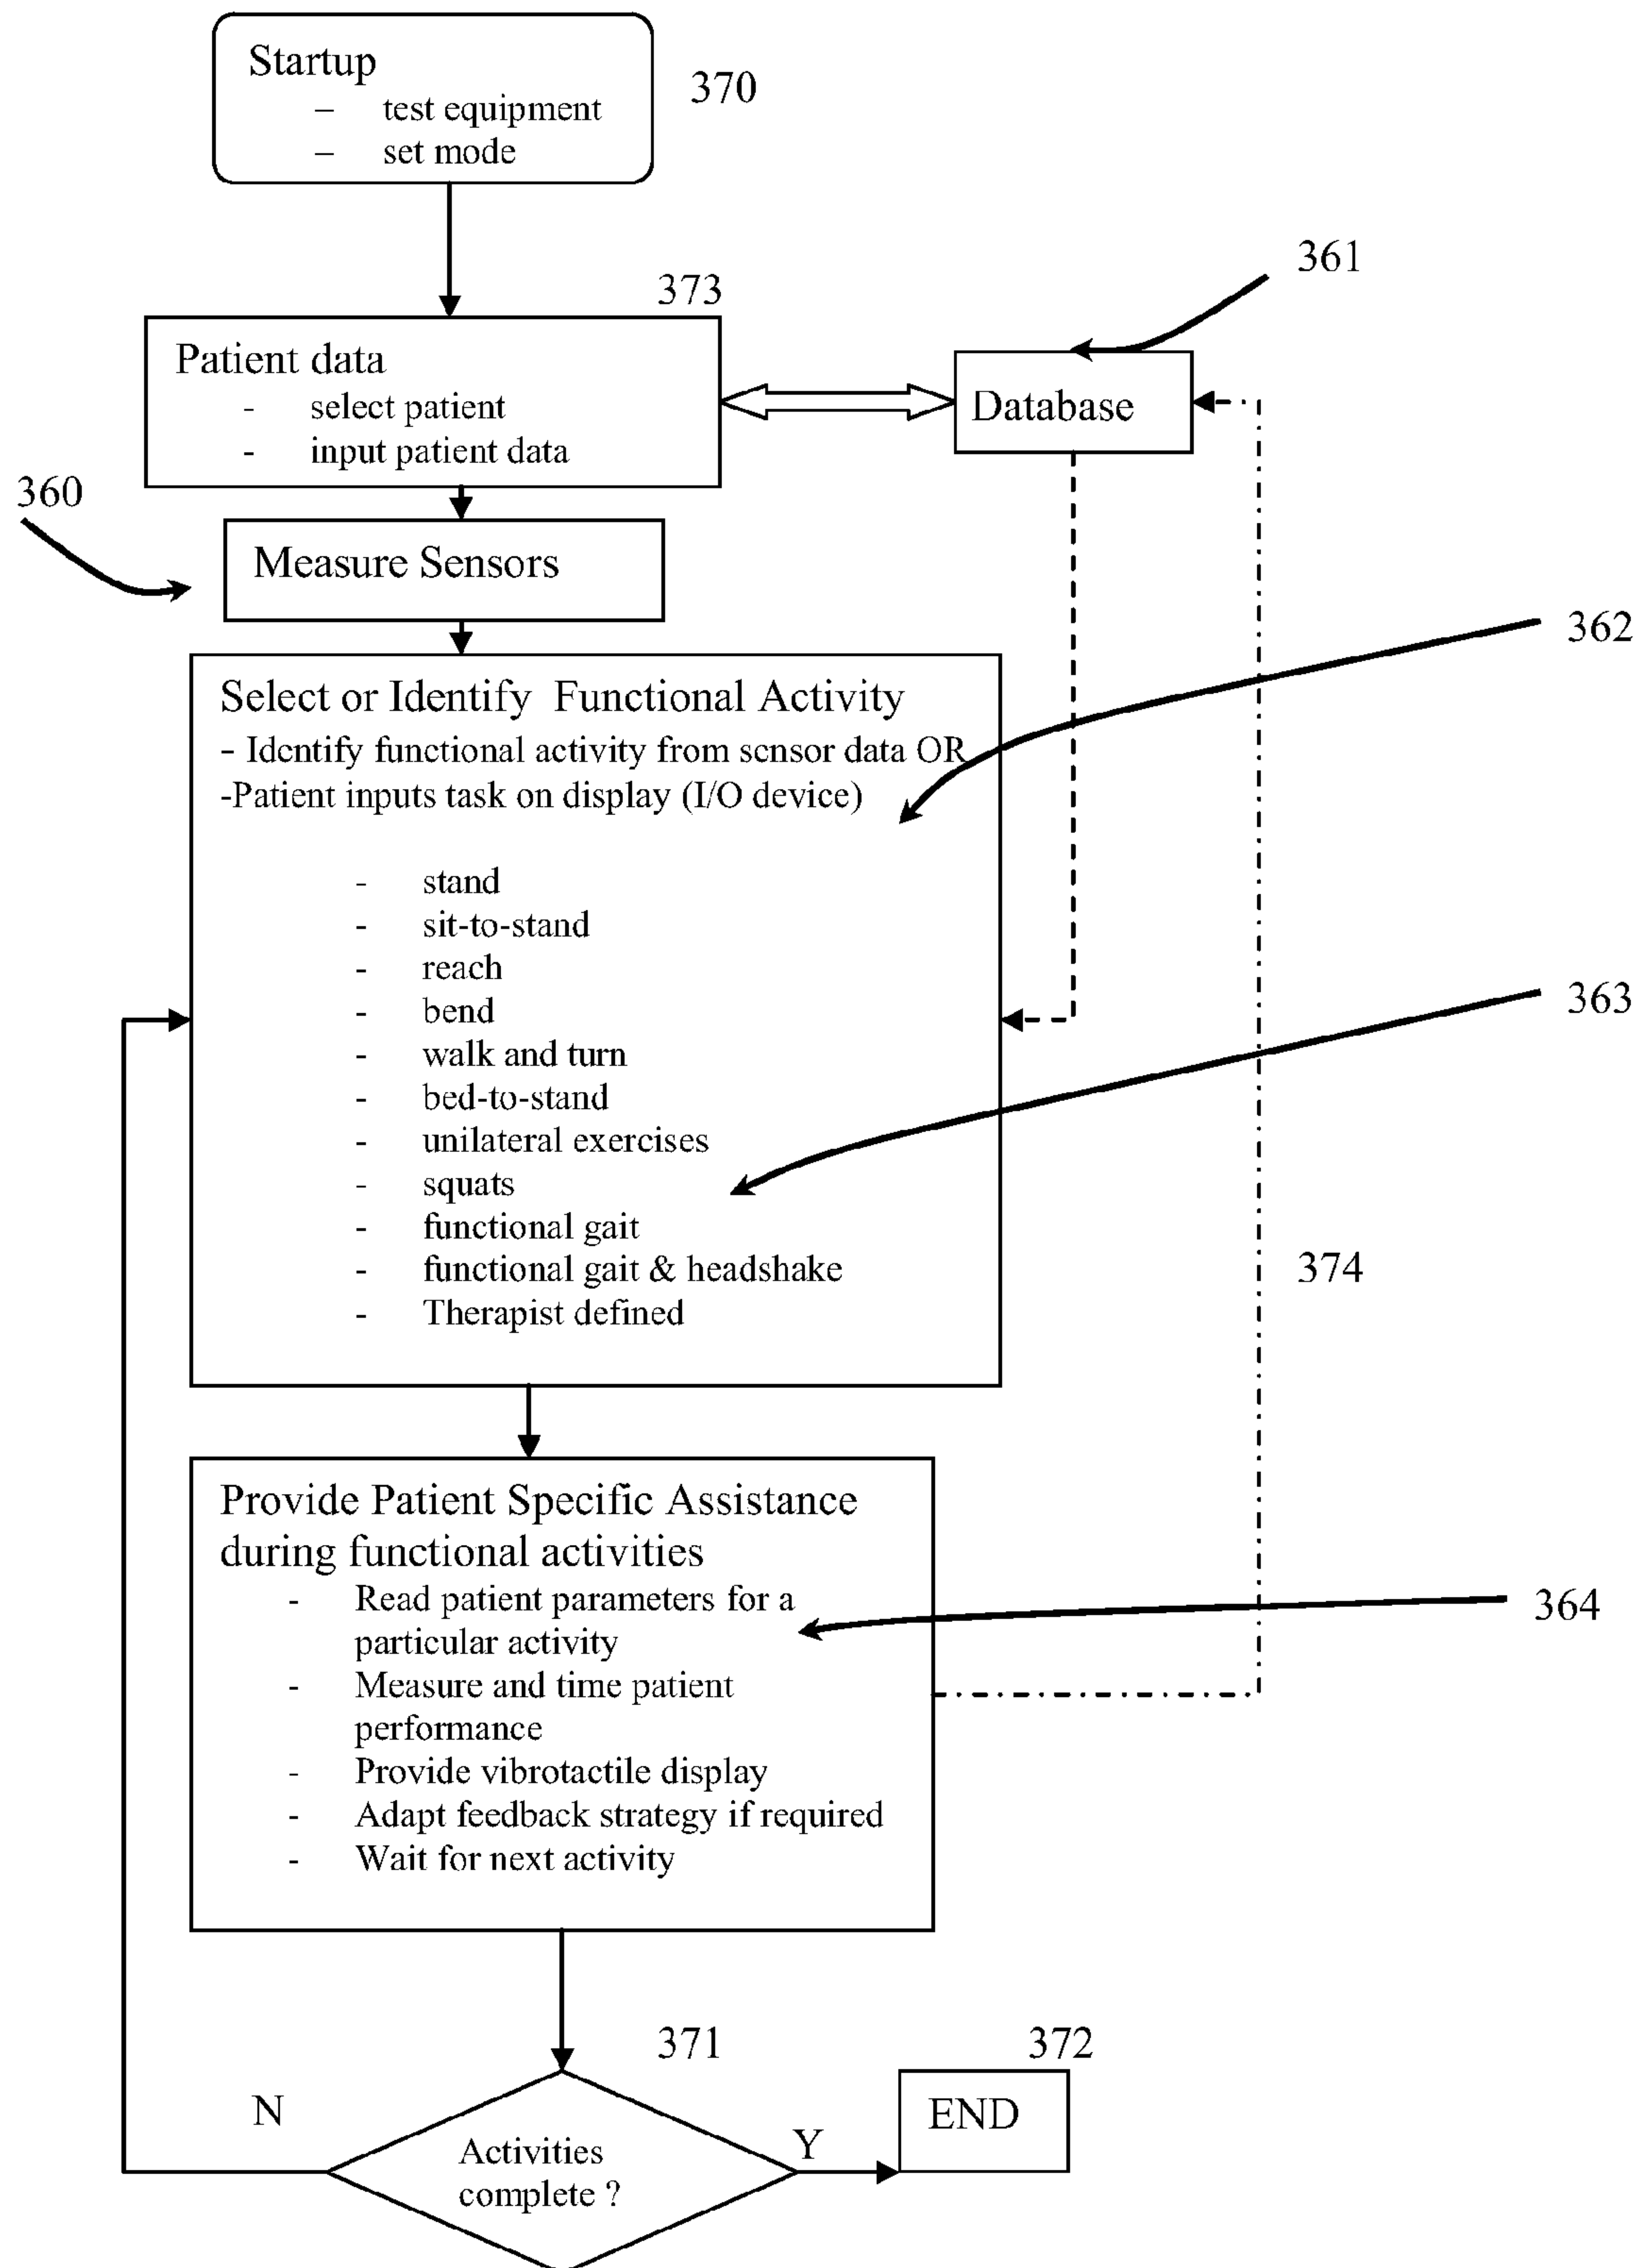 Startup
– test equipment
– set mode
370
361
373
Patient data
- select patient
- input patient data
Database
360
Measure Sensors
362
Select or Identify Functional Activity
- Identify functional activity from sensor data OR
-Patient inputs task on display (I/O device)
- stand
- sit-to-stand
- reach
- bend
- walk and turn
- bed-to-stand
- unilateral exercises
- squats
- functional gait
- functional gait & headshake
- Therapist defined
363
374
Provide Patient Specific Assistance
during functional activities
- Read patient parameters for a
particular activity
- Measure and time patient
performance
- Provide vibrotactile display
- Adapt feedback strategy if required
- Wait for next activity
364
371
372
N
Activities
complete ?
Y
END